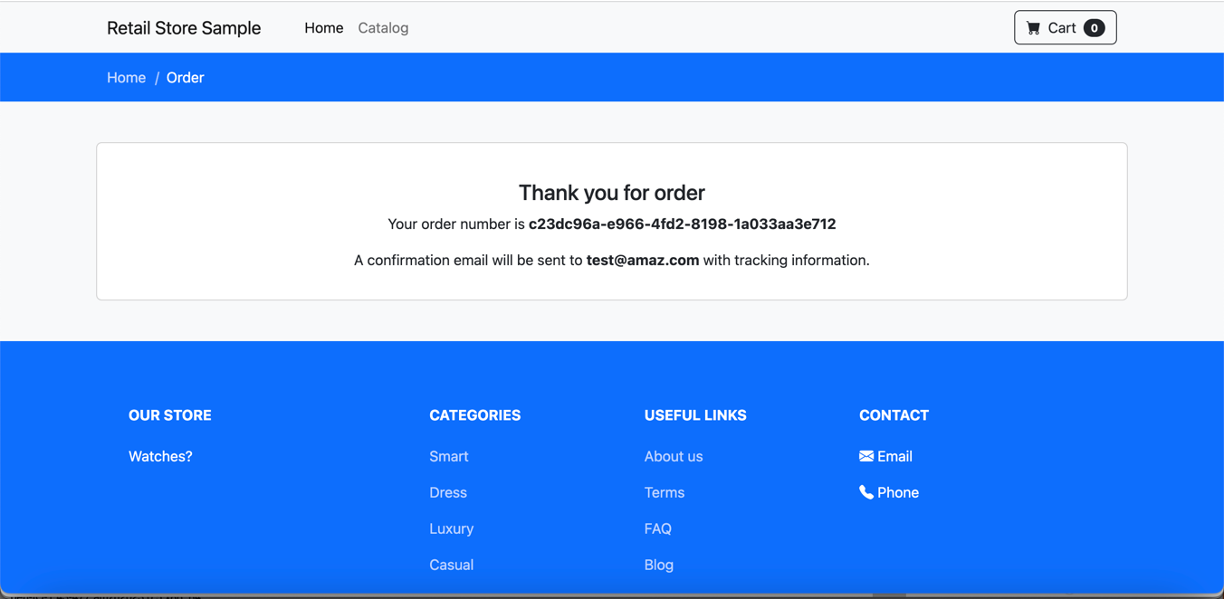 Retail Store Sample Home Catalog Cart 0
Home / Order
Thank you for order
Your order number is c23dc96a-e966-4fd2-8198-1a033aa3e712
A confirmation email will be sent to test@amaz.com with tracking information.
OUR STORE
Watches?
CATEGORIES
Smart
Dress
Luxury
Casual
USEFUL LINKS
About us
Terms
FAQ
Blog
CONTACT
Email
Phone